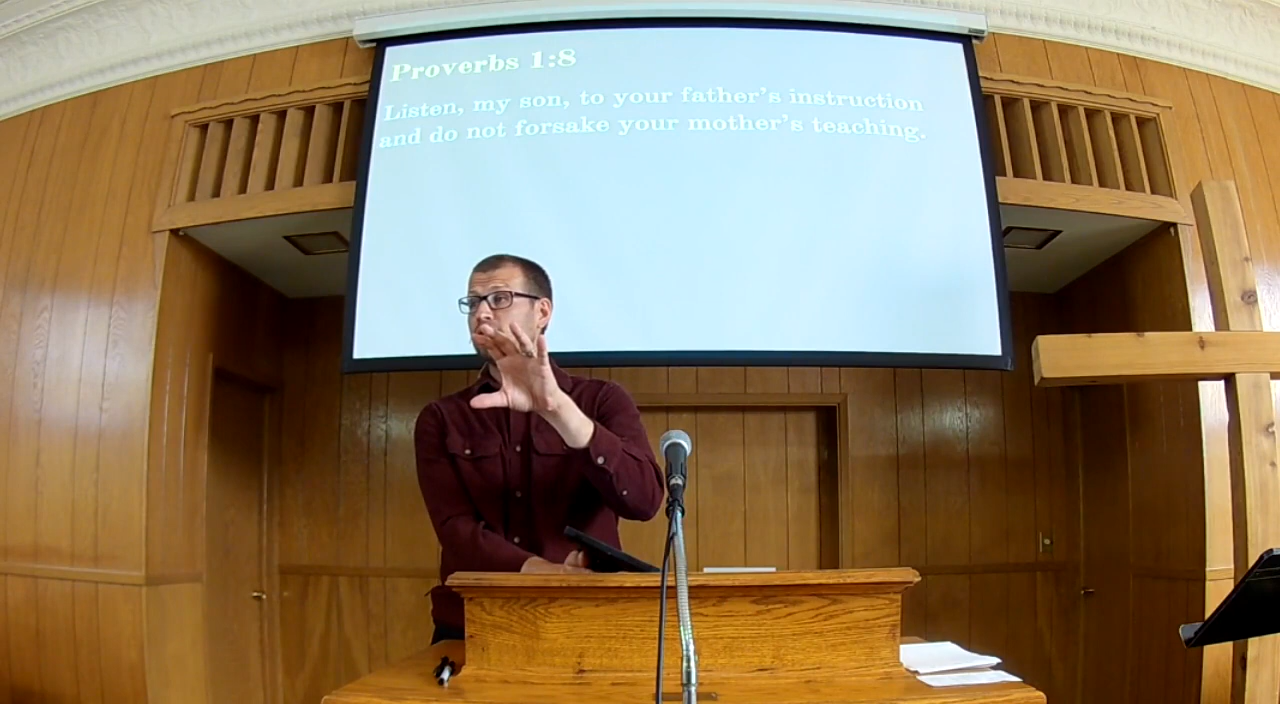 Proverbs 1:8
Listen, my son, to your father's instruction
and do not forsake your mother's teaching.